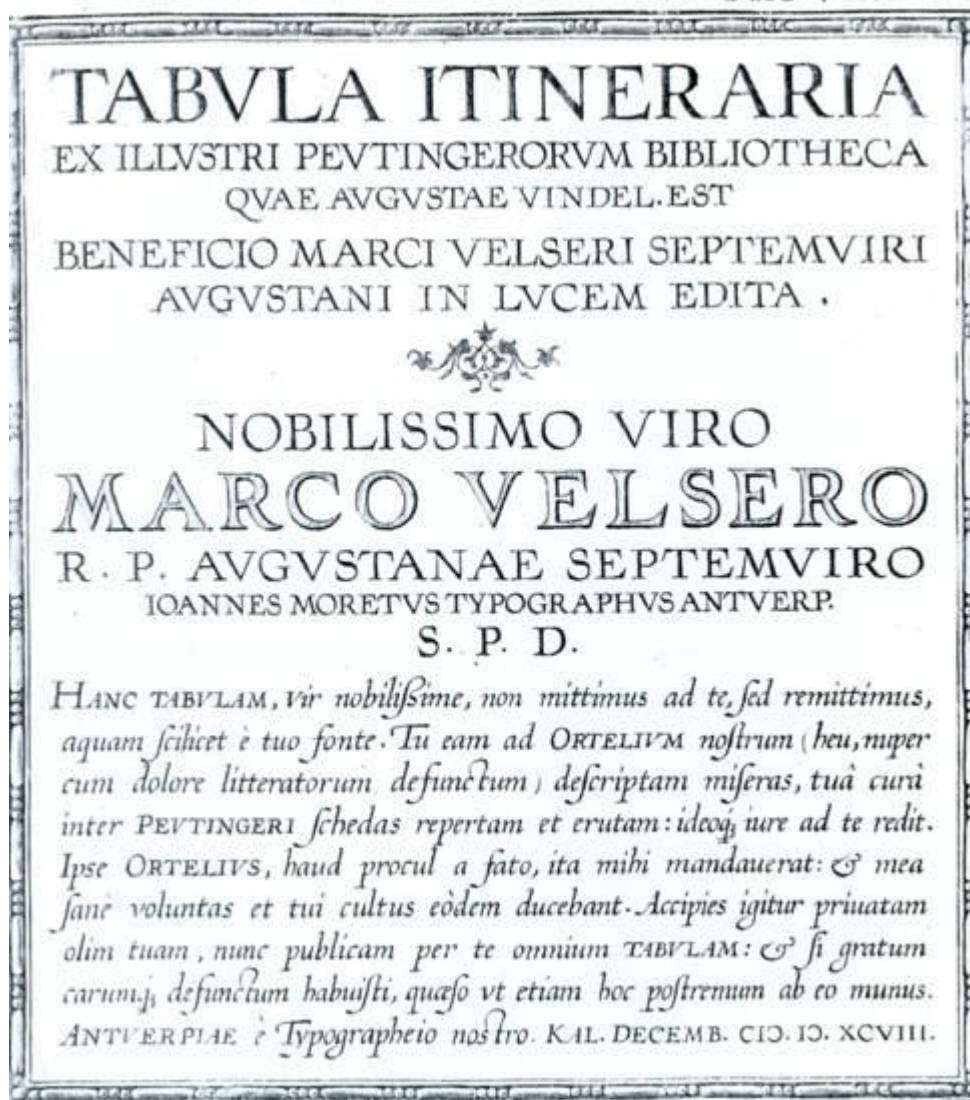 TABVLA ITINERARIA
EX ILLVSTRI PEVTINGERORVM BIBLIOTHECA
QVAE AVGVSTAE VINDEL. EST
BENEFICIO MARCI VELSERI SEPTEMVIRI
AVGVSTANI IN LVCEM EDITA .
NOBILISSIMO VIRO
MARCO VELSERO
R. P. AVGVSTANAE SEPTEMVIRO
IOANNES MORETVS TYPOGRAPHVS ANTVERP.
S. P. D.
HANC TABVLAM, vir nobilißime, non mittimus ad te, ſed remittimus,
aquam ſcilicet è tuo fonte. Tu eam ad ORTELIVM noſtrum (heu, nuper
cum dolore litteratorum defunctum) deſcriptam miſeras, tuâ curâ
inter PEVTINGERI ſchedas repertam et erutam: ideoq; iure ad te redit.
Ipse ORTELIVS, haud procul a fato, ita mihi mandauerat: & mea
ſanè voluntas et tui cultus eòdem ducebant. Accipies igitur priuatam
olim tuam, nunc publicam per te omnium TABVLAM: & ſi gratum
carum.q; defunctum habuiſti, quæſo vt etiam hoc poſtremum ab eo munus.
ANTVERPIAE è Typographeio nostro. KAL. DECEMB. CIↃ. IↃ. XCVIII.